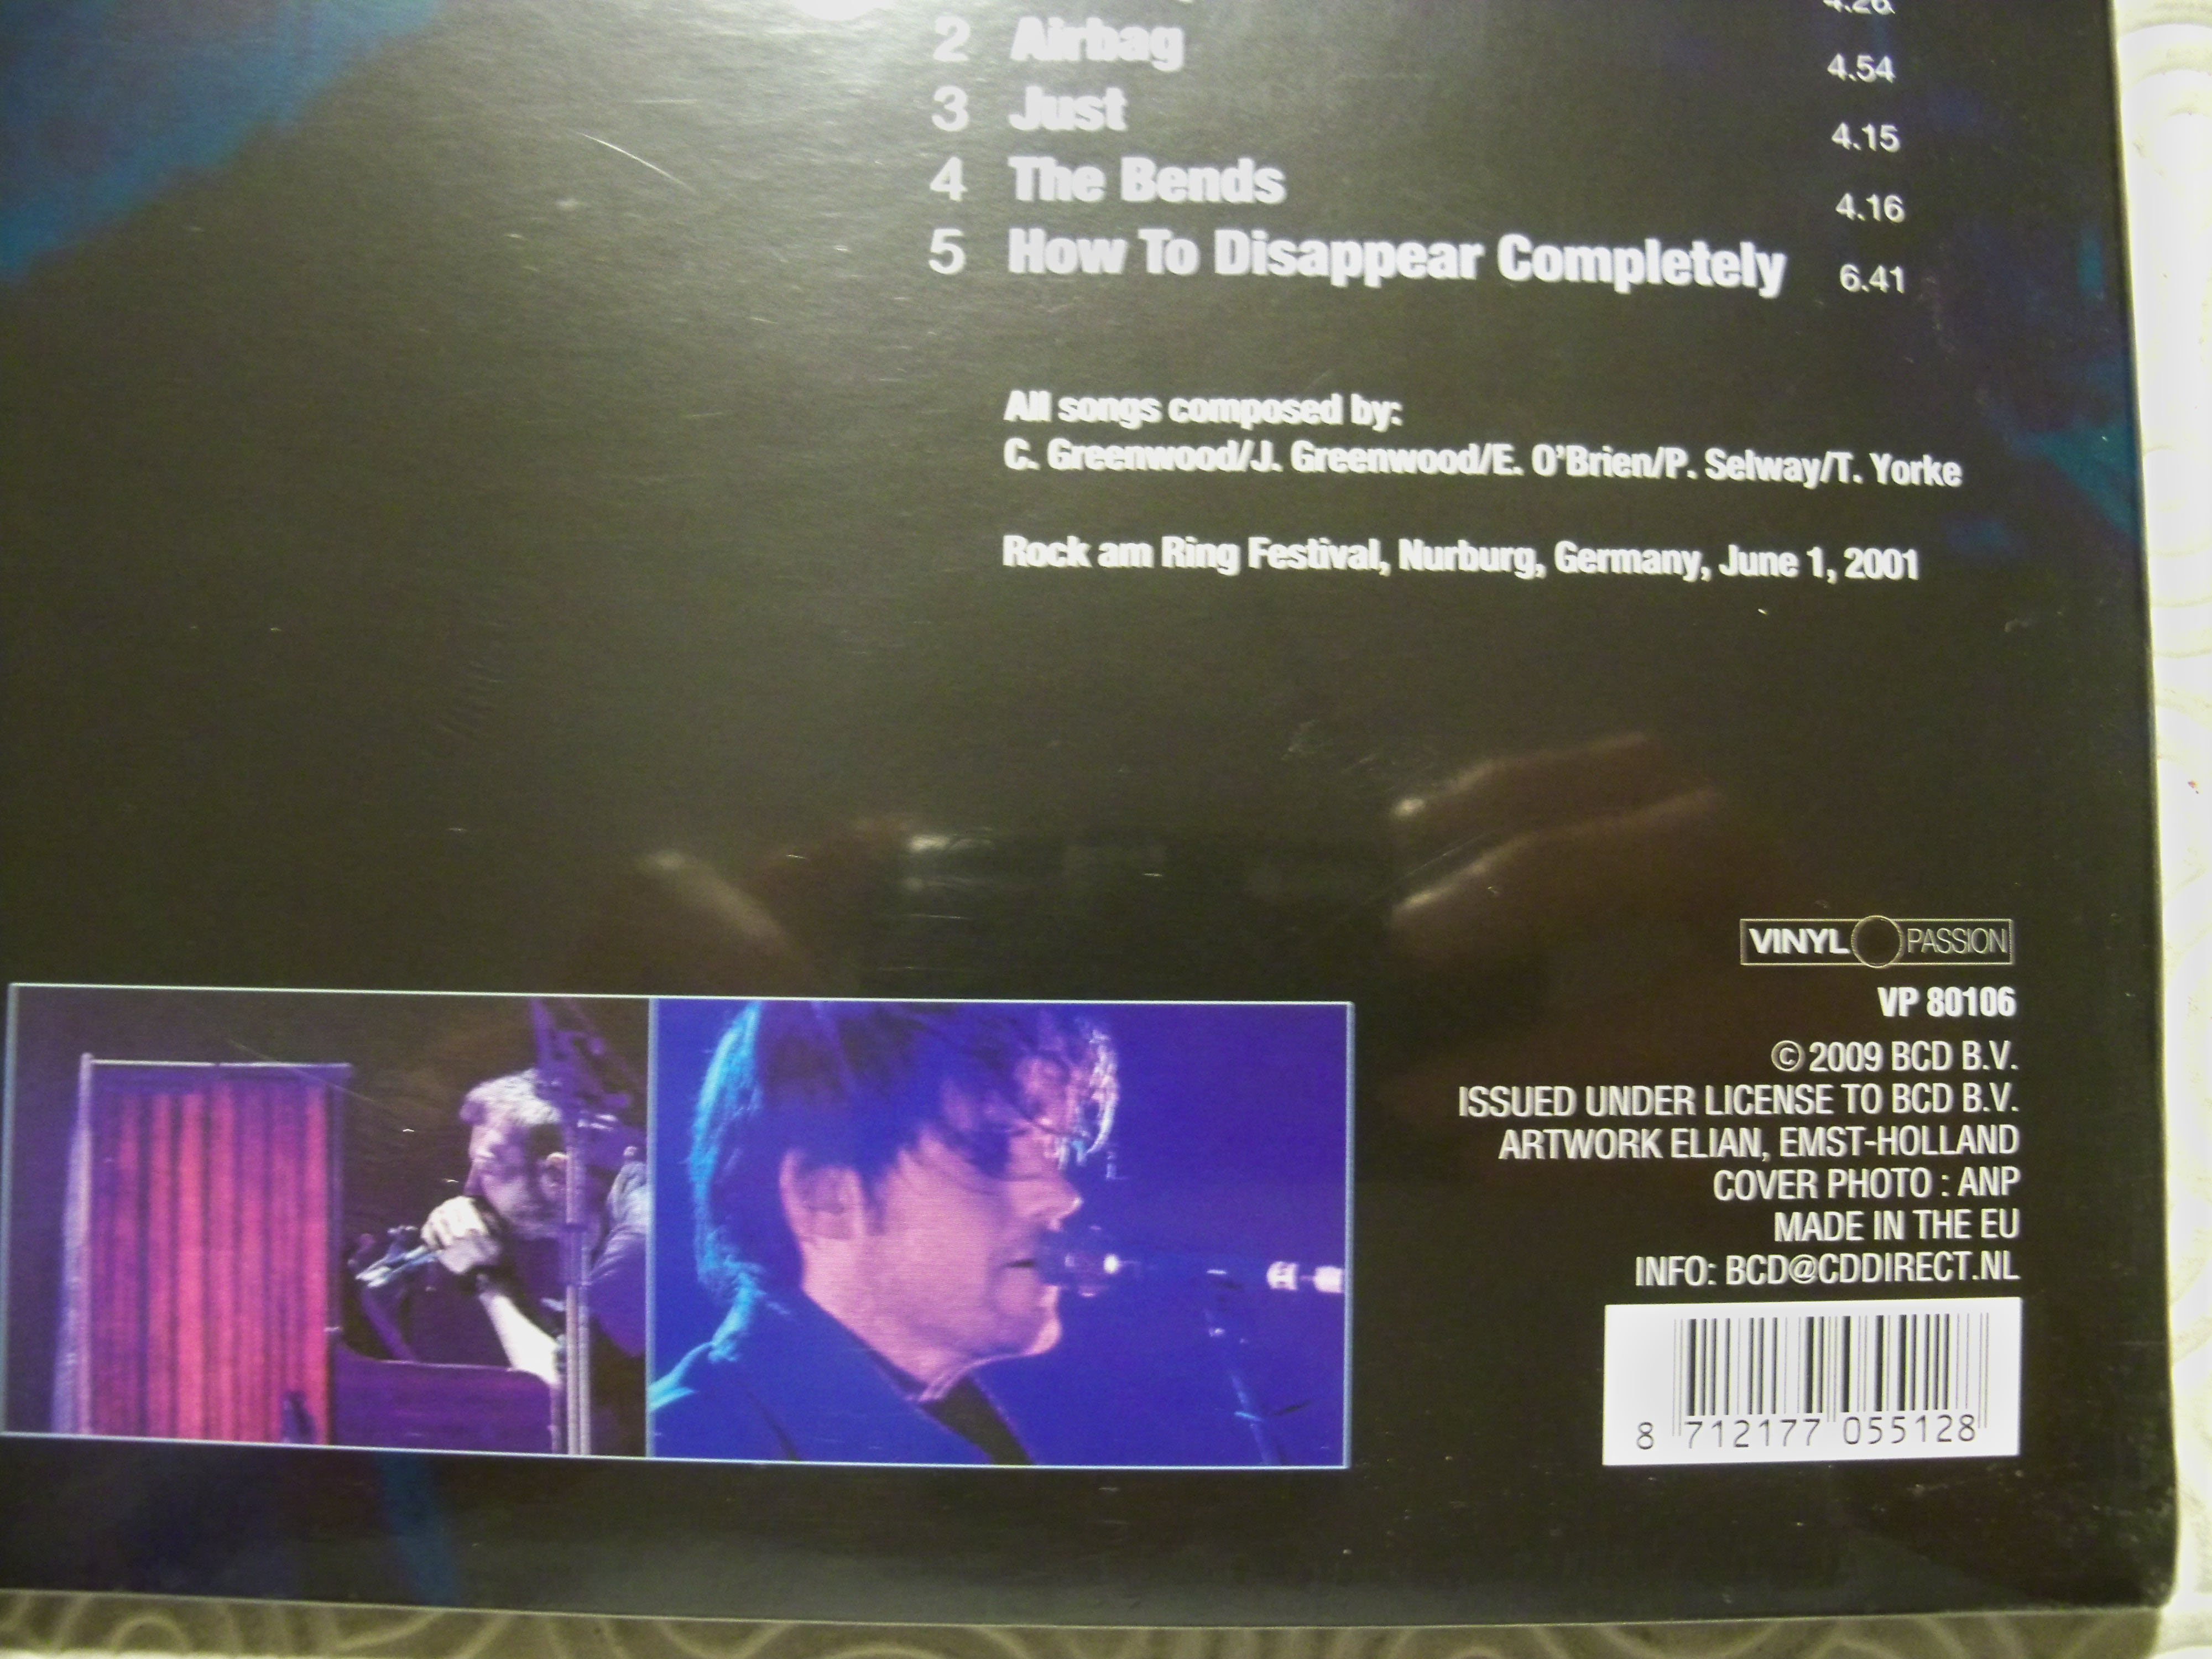 4.26
2 Airbag 4.54
3 Just 4.15
4 The Bends 4.16
5 How To Disappear Completely 6.41
All songs composed by:
C. Greenwood/J. Greenwood/E. O'Brien/P. Selway/T. Yorke
Rock am Ring Festival, Nurburg, Germany, June 1, 2001
VINYL PASSION
VP 80106
© 2009 BCD B.V.
ISSUED UNDER LICENSE TO BCD B.V.
ARTWORK ELIAN, EMST-HOLLAND
COVER PHOTO : ANP
MADE IN THE EU
INFO: BCD@CDDIRECT.NL
8 712177 055128